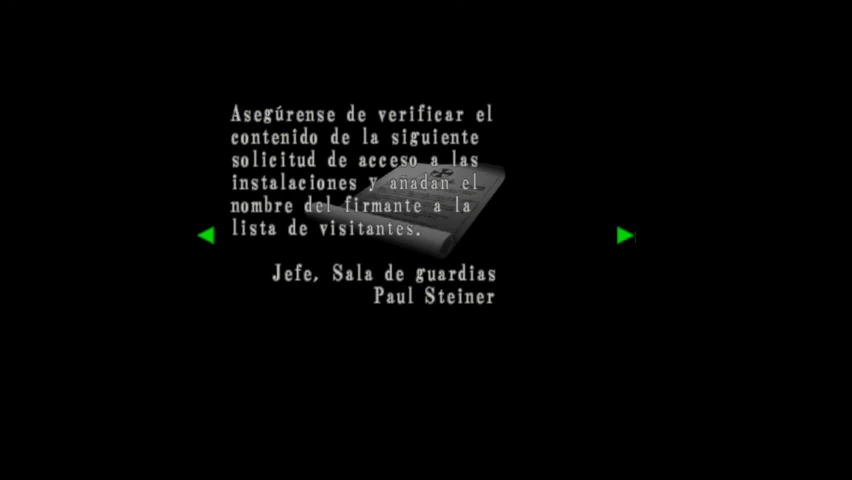 Asegúrense de verificar el
contenido de la siguiente
solicitud de acceso a las
instalaciones y añadan el
nombre del firmante a la
lista de visitantes.
Jefe, Sala de guardias
Paul Steiner